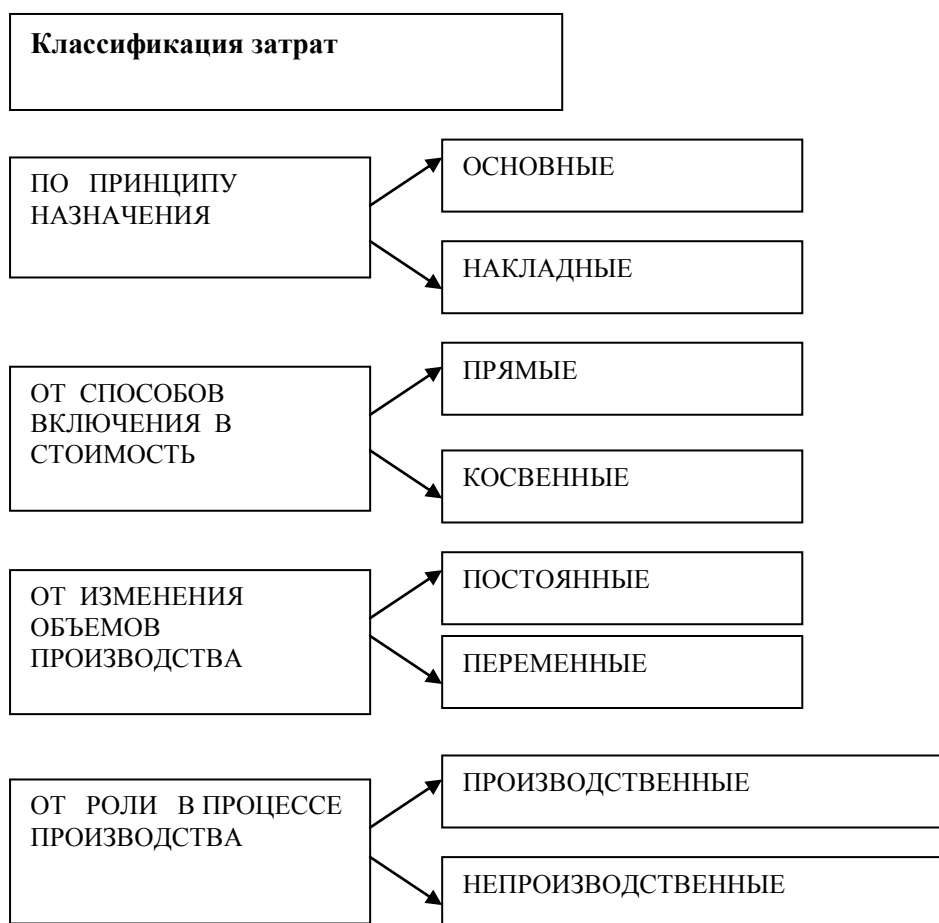 Классификация затрат
ПО ПРИНЦИПУ
НАЗНАЧЕНИЯ
ОСНОВНЫЕ
НАКЛАДНЫЕ
ОТ СПОСОБОВ
ВКЛЮЧЕНИЯ В
СТОИМОСТЬ
ПРЯМЫЕ
КОСВЕННЫЕ
ОТ ИЗМЕНЕНИЯ
ОБЪЕМОВ
ПРОИЗВОДСТВА
ПОСТОЯННЫЕ
ПЕРЕМЕННЫЕ
ОТ РОЛИ В ПРОЦЕССЕ
ПРОИЗВОДСТВА
ПРОИЗВОДСТВЕННЫЕ
НЕПРОИЗВОДСТВЕННЫЕ